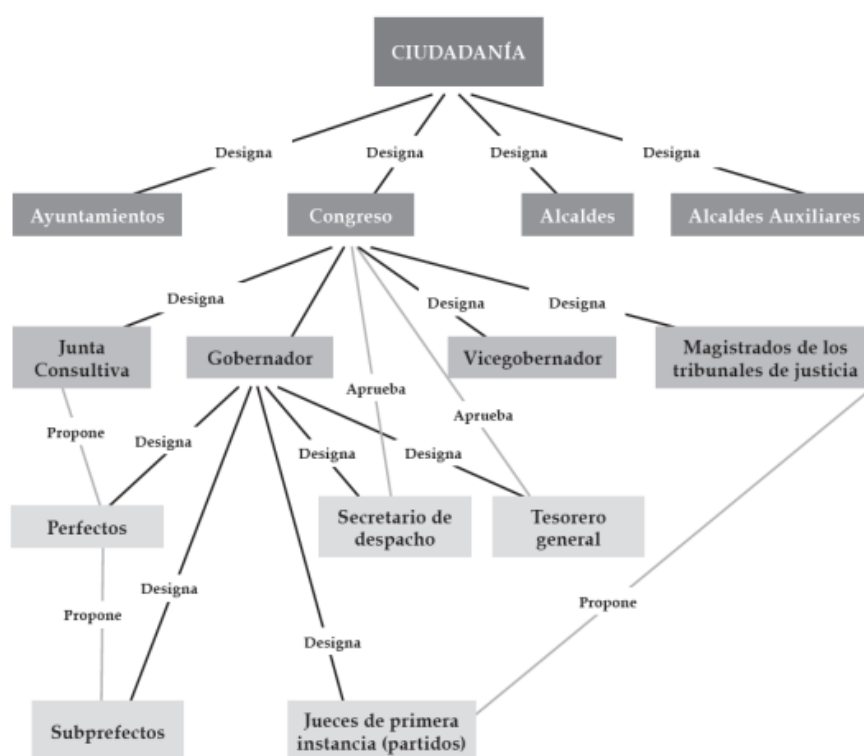 CIUDADANÍA
Designa
Designa
Designa
Designa
Ayuntamientos
Congreso
Alcaldes
Alcaldes Auxiliares
Designa
Designa
Designa
Junta
Consultiva
Gobernador
Vicegobernador
Magistrados de los
tribunales de justicia
Aprueba
Aprueba
Propone
Designa
Designa
Designa
Perfectos
Secretario de
despacho
Tesorero
general
Designa
Propone
Propone
Designa
Subprefectos
Jueces de primera
instancia (partidos)